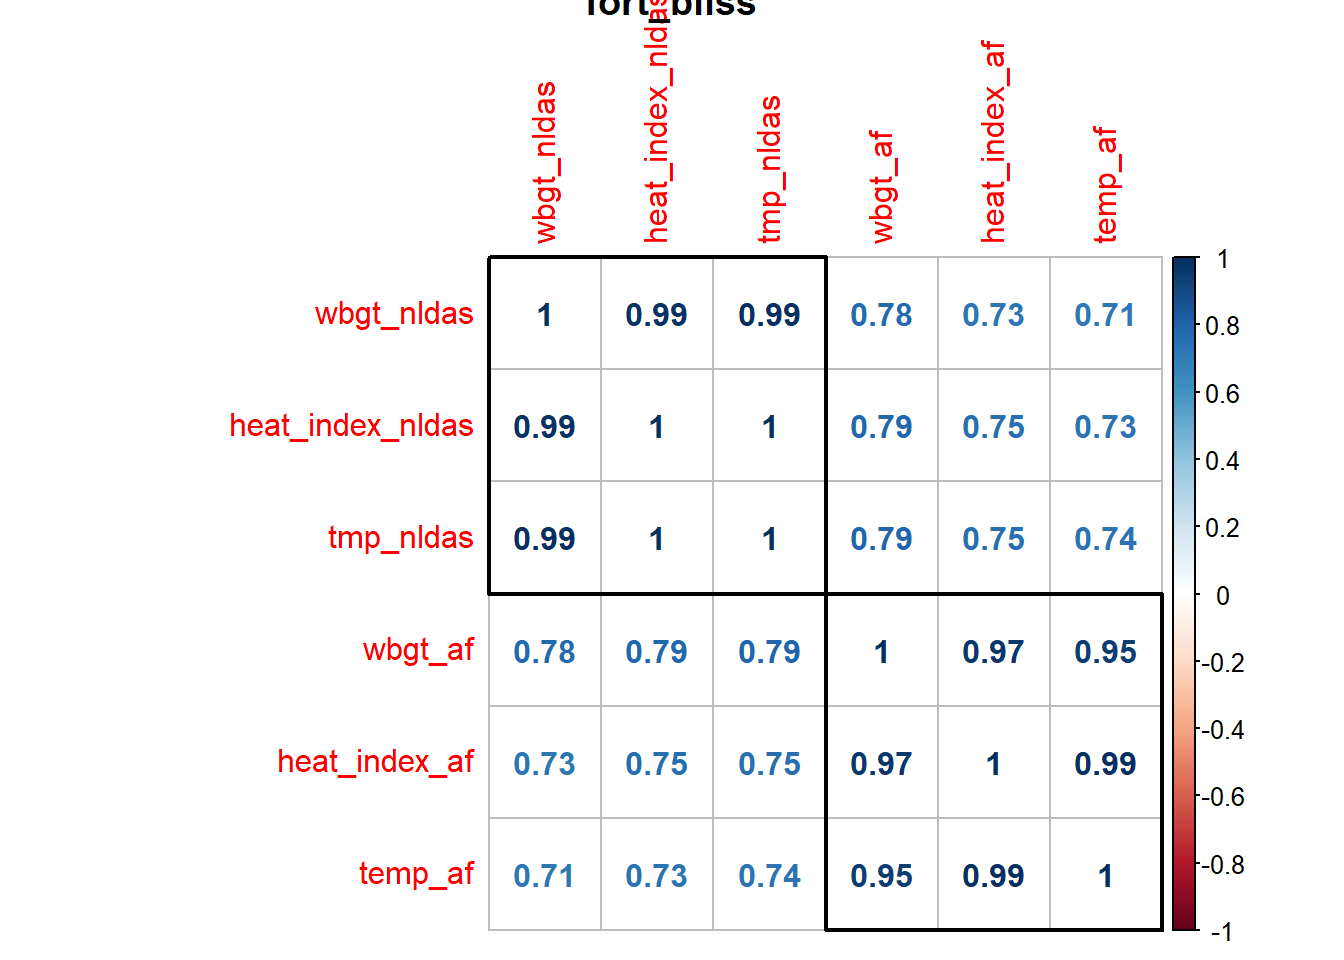 fort_bliss
wbgt_nldas heat_index_nldas tmp_nldas wbgt_af heat_index_af temp_af
wbgt_nldas 1 0.99 0.99 0.78 0.73 0.71
heat_index_nldas 0.99 1 1 0.79 0.75 0.73
tmp_nldas 0.99 1 1 0.79 0.75 0.74
wbgt_af 0.78 0.79 0.79 1 0.97 0.95
heat_index_af 0.73 0.75 0.75 0.97 1 0.99
temp_af 0.71 0.73 0.74 0.95 0.99 1
1
0.8
0.6
0.4
0.2
0
-0.2
-0.4
-0.6
-0.8
-1